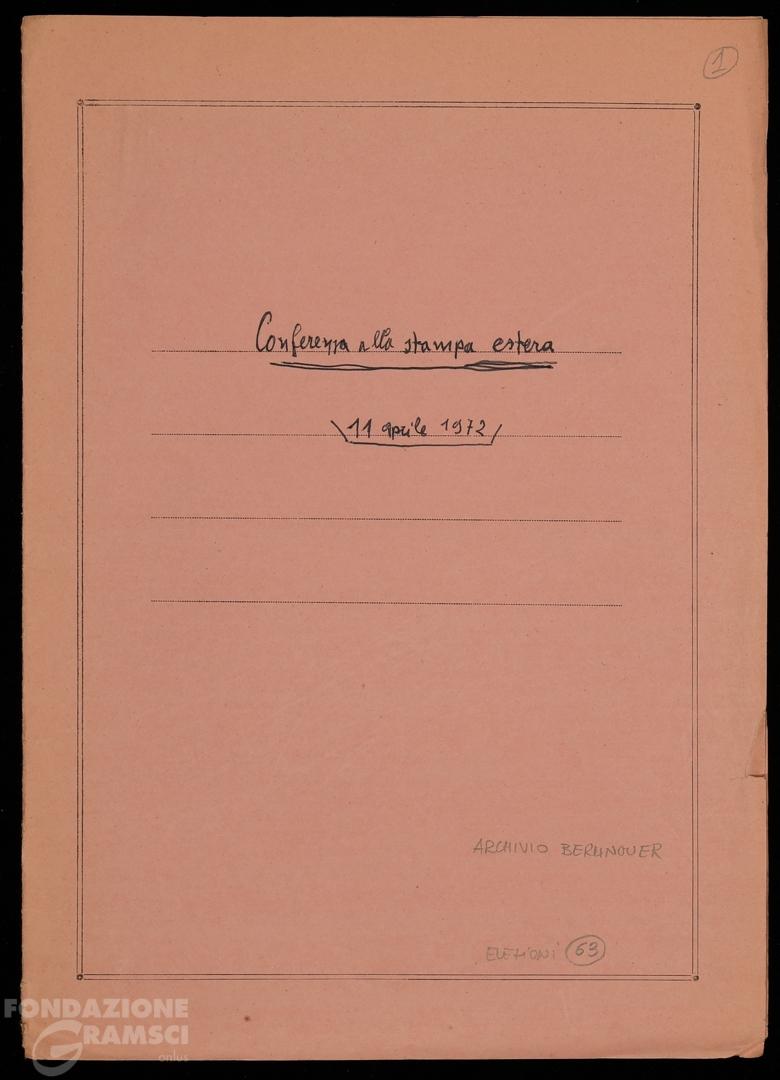 1
Conferenza alla stampa estera
11 aprile 1972
ARCHIVIO BERLINGUER
ELEZIONI 63
FONDAZIONE
GRAMSCI
onlus